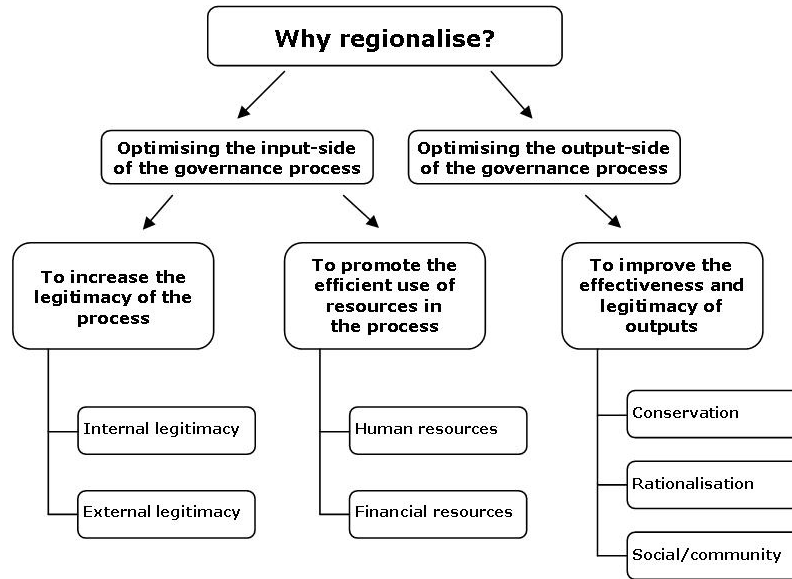 Why regionalise?
Optimising the input-side
of the governance process
Optimising the output-side
of the governance process
To increase the
legitimacy of the
process
To promote the
efficient use of
resources in
the process
To improve the
effectiveness and
legitimacy of
outputs
Internal legitimacy
External legitimacy
Human resources
Financial resources
Conservation
Rationalisation
Social/community